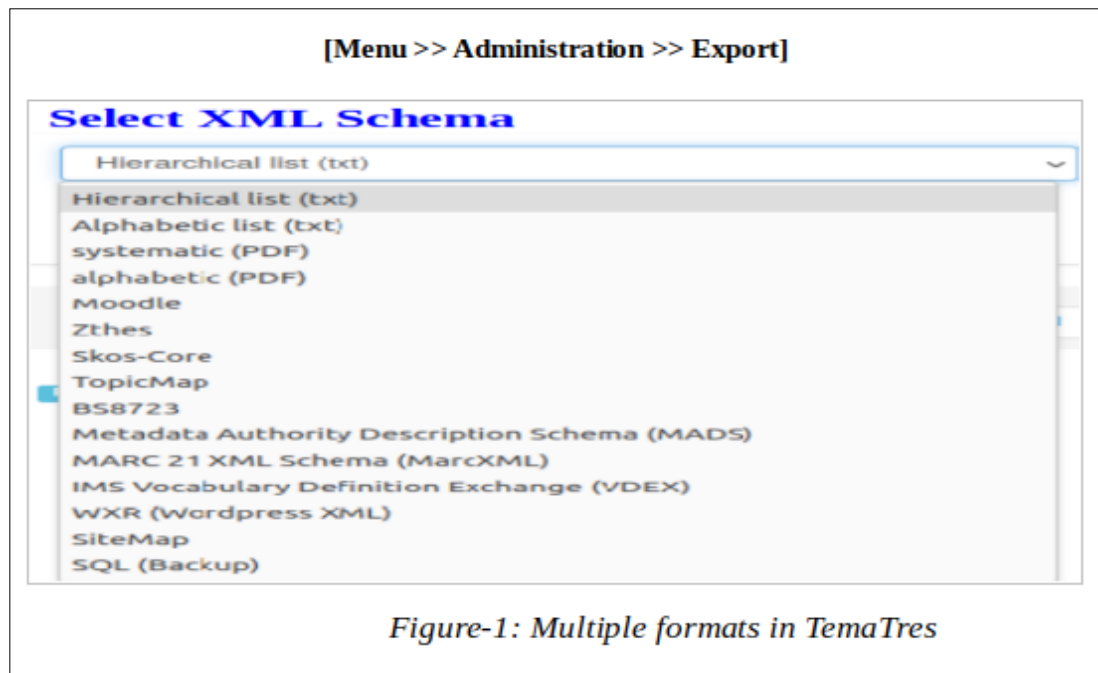 [Menu >> Administration >> Export]
Select XML Schema
Hierarchical list (txt)
Hierarchical list (txt)
Alphabetic list (txt)
systematic (PDF)
alphabetic (PDF)
Moodle
Zthes
Skos-Core
TopicMap
BS8723
Metadata Authority Description Schema (MADS)
MARC 21 XML Schema (MarcXML)
IMS Vocabulary Definition Exchange (VDEX)
WXR (Wordpress XML)
SiteMap
SQL (Backup)
Figure-1: Multiple formats in TemaTres